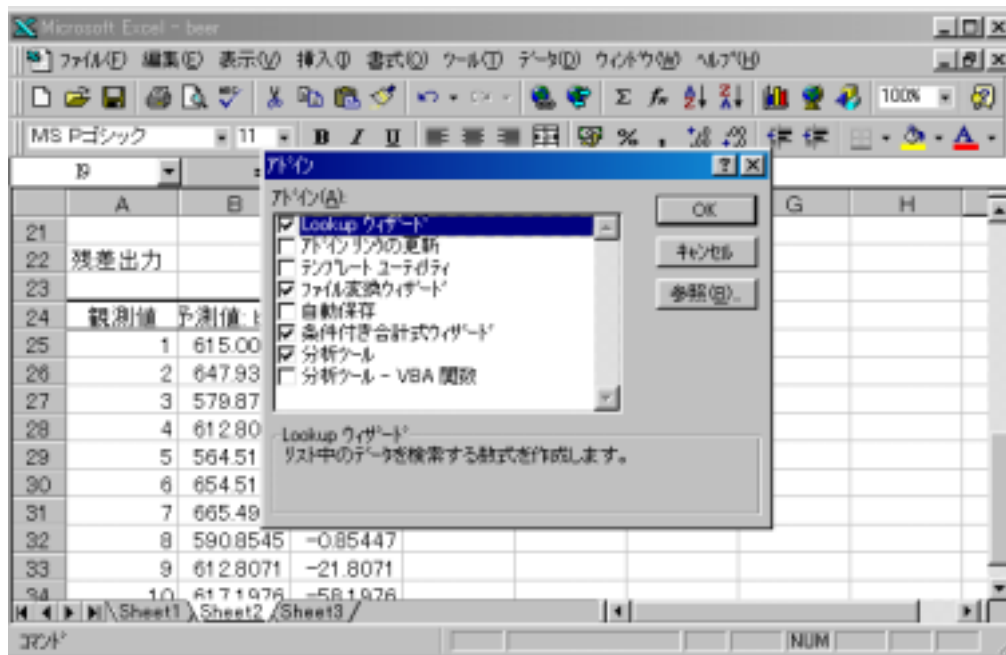 Microsoft Excel - beer
ファイル(F) 編集(E) 表示(V) 挿入(I) 書式(O) ツール(T) データ(D) ウィンドウ(W) ヘルプ(H)
100%
MS Pゴシック 11 B I U % ,
I9
A B G H
21
22 残差出力
23
24 観測値 予測値: ビ
25 1 615.00
26 2 647.93
27 3 579.87
28 4 612.80
29 5 564.51
30 6 654.51
31 7 665.49
32 8 590.8545 -0.85447
33 9 612.8071 -21.8071
34 10 617.1976 -58.1976
アドイン
アドイン(A):
Lookup ウィザード
アドイン リンクの更新
テンプレート ユーティリティ
ファイル変換ウィザード
自動保存
条件付き合計式ウィザード
分析ツール
分析ツール - VBA 関数
OK
キャンセル
参照(B)...
Lookup ウィザード
リスト中のデータを検索する数式を作成します。
Sheet1 Sheet2 Sheet3
コマンド NUM